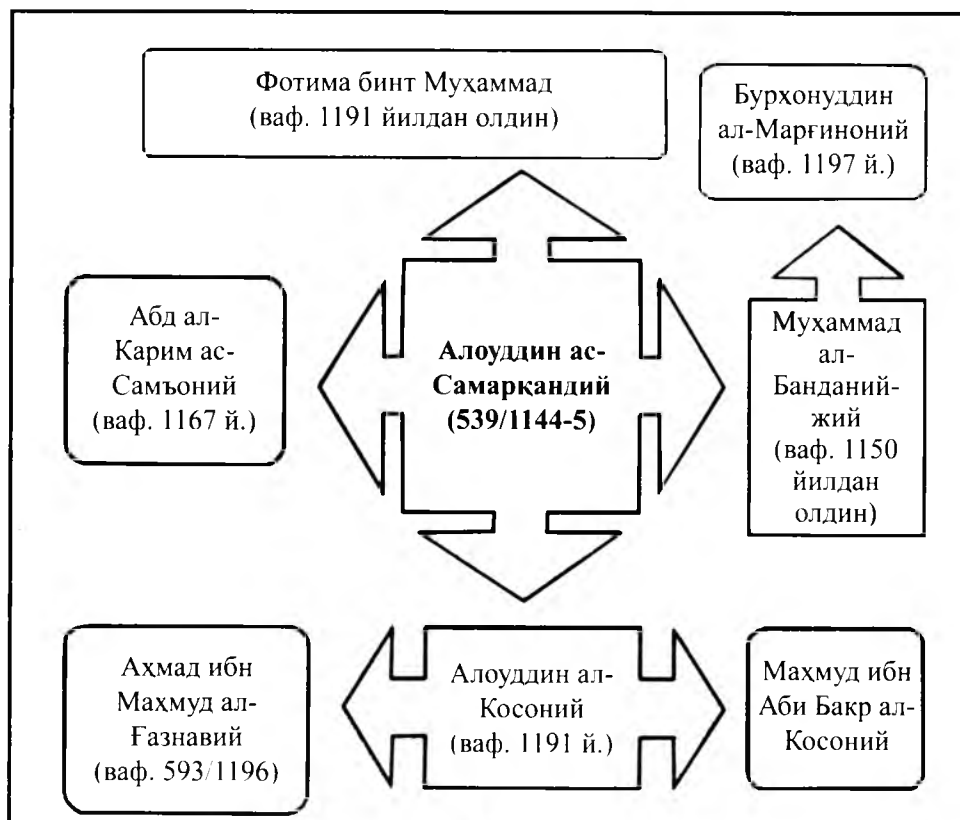 Фотима бинт Муҳаммад
(ваф. 1191 йилдан олдин)
Бурҳонуддин
ал-Марғиноний
(ваф. 1197 й.)
Абд ал-
Карим ас-
Самъоний
(ваф. 1167 й.)
Алоуддин ас-
Самарқандий
(539/1144-5)
Муҳаммад
ал-
Банданий-
жий
(ваф. 1150
йилдан
олдин)
Аҳмад ибн
Маҳмуд ал-
Ғазнавий
(ваф. 593/1196)
Алоуддин ал-
Косоний
(ваф. 1191 й.)
Маҳмуд ибн
Аби Бакр ал-
Косоний